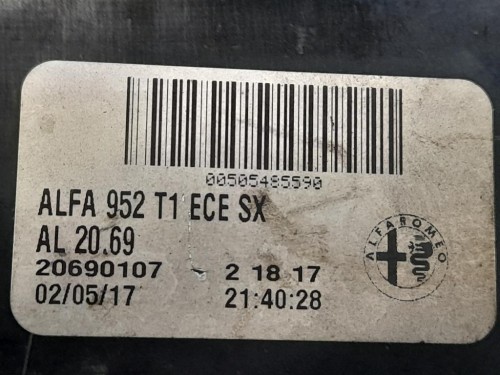 00505485590
ALFA 952 T1 ECE SX
AL 20.69
20690107 2 18 17
02/05/17 21:40:28
ALFA ROMEO